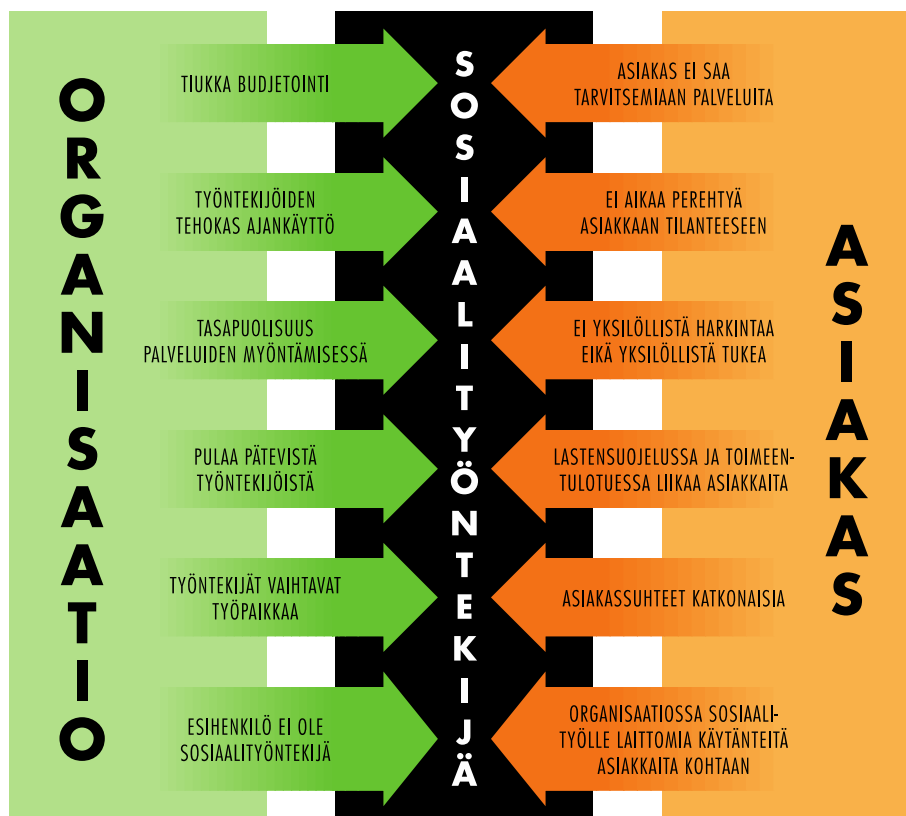 ORGANISAATIO
TIUKKA BUDJETOINTI
TYÖNTEKIJÖIDEN
TEHOKAS AJANKÄYTTÖ
TASAPUOLISUUS
PALVELUIDEN MYÖNTÄMISESSÄ
PULAA PÄTEVISTÄ
TYÖNTEKIJÖISTÄ
TYÖNTEKIJÄT VAIHTAVAT
TYÖPAIKKAA
ESIHENKILÖ EI OLE
SOSIAALITYÖNTEKIJÄ
SOSIAALITYÖNTEKIJÄ
ASIAKAS EI SAA
TARVITSEMIAAN PALVELUITA
EI AIKAA PEREHTYÄ
ASIAKKAAN TILANTEESEEN
EI YKSILÖLLISTÄ HARKINTAA
EIKÄ YKSILÖLLISTÄ TUKEA
LASTENSUOJELUSSA JA TOIMEEN-
TULOTUESSA LIIKAA ASIAKKAITA
ASIAKASSUHTEET KATKONAISIA
ORGANISAATIOSSA SOSIAALI-
TYÖLLE LAITTOMIA KÄYTÄNTEITÄ
ASIAKKAITA KOHTAAN
ASIAKAS